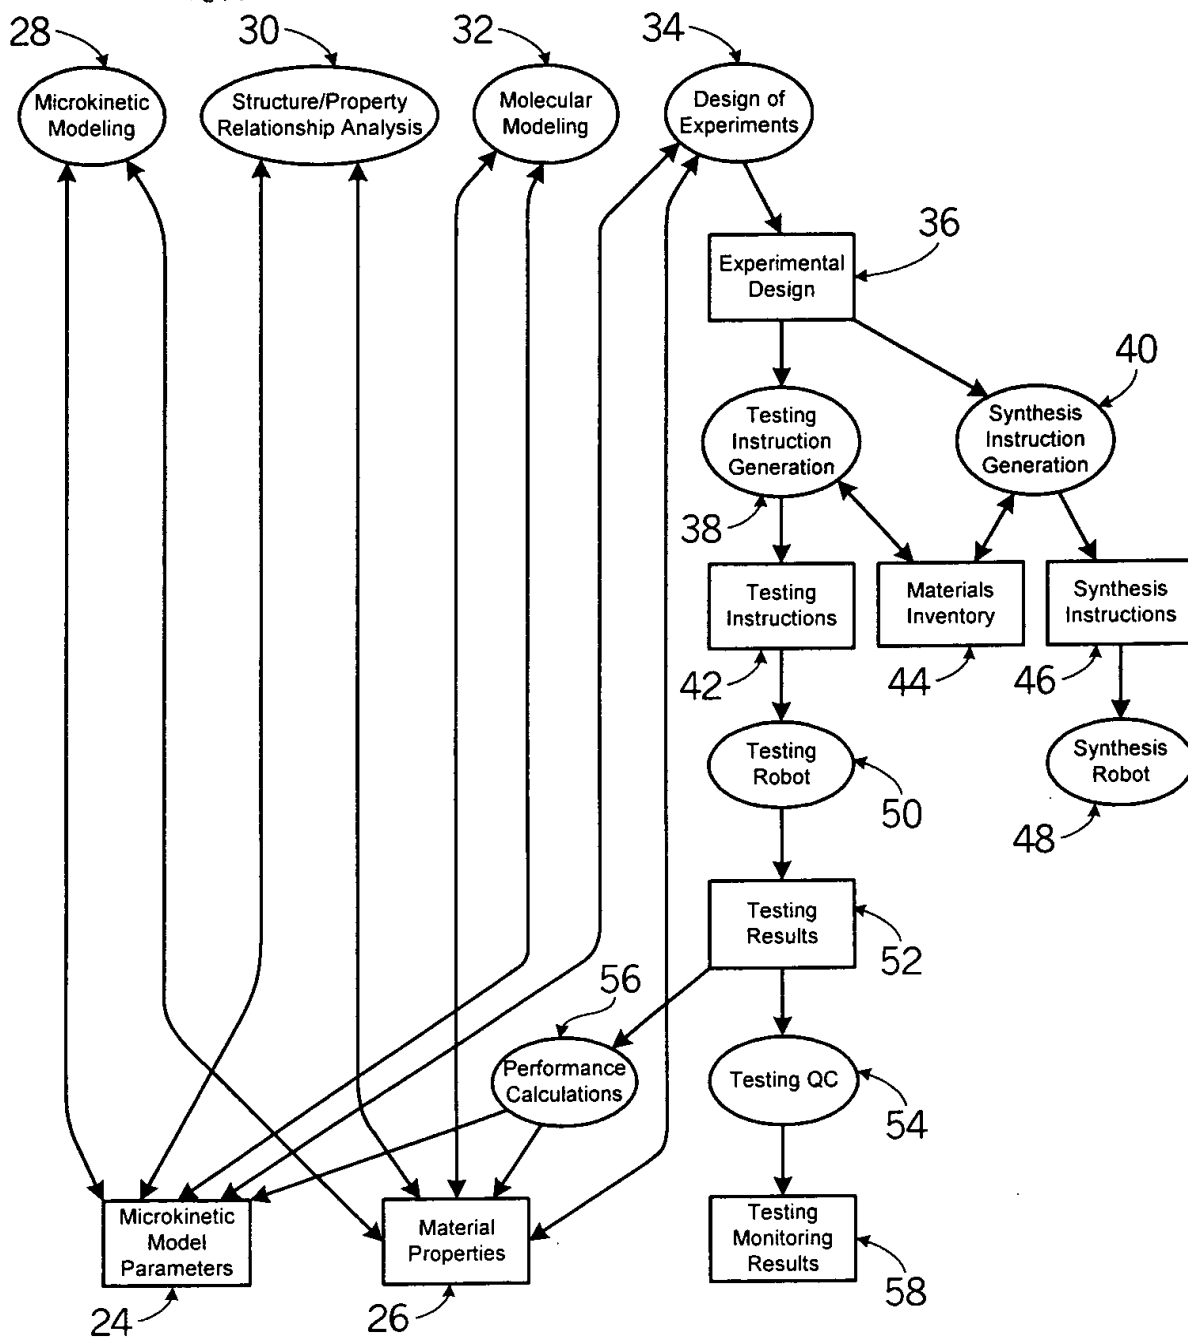 28
30
32
34
Microkinetic
Modeling
Structure/Property
Relationship Analysis
Molecular
Modeling
Design of
Experiments
36
Experimental
Design
40
Testing
Instruction
Generation
Synthesis
Instruction
Generation
38
Testing
Instructions
Materials
Inventory
Synthesis
Instructions
42
44
46
Testing
Robot
Synthesis
Robot
50
48
Testing
Results
52
56
Performance
Calculations
Testing QC
54
Microkinetic
Model
Parameters
Material
Properties
Testing
Monitoring
Results
24
26
58